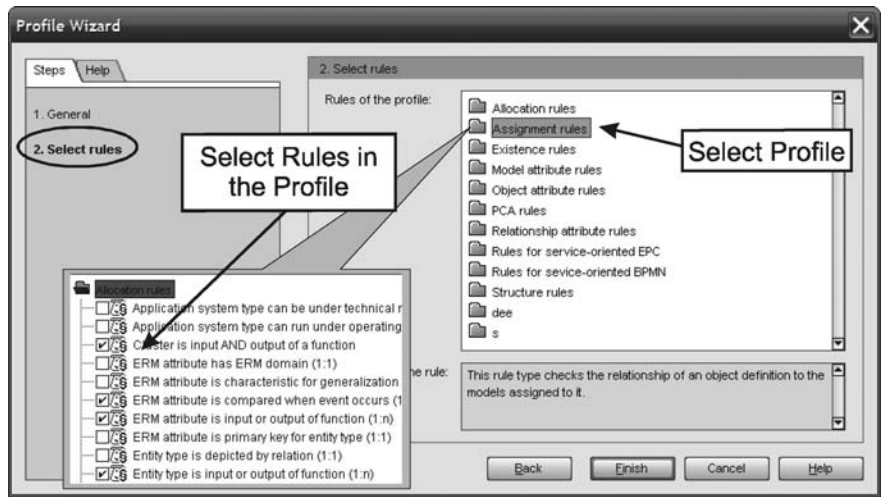 Profile Wizard
Steps Help
1. General
2. Select rules
2. Select rules
Rules of the profile:
Allocation rules
Assignment rules
Existence rules
Model attribute rules
Object attribute rules
PCA rules
Relationship attribute rules
Rules for service-oriented EPC
Rules for sevice-oriented BPMN
Structure rules
dee
s
Select Profile
Select Rules in
the Profile
Allocation rules
Application system type can be under technical r
Application system type can run under operating
Cluster is input AND output of a function
ERM attribute has ERM domain (1:1)
ERM attribute is characteristic for generalization
ERM attribute is compared when event occurs (1
ERM attribute is input or output of function (1:n)
ERM attribute is primary key for entity type (1:1)
Entity type is depicted by relation (1:1)
Entity type is input or output of function (1:n)
he rule:
This rule type checks the relationship of an object definition to the
models assigned to it.
Back Finish Cancel Help